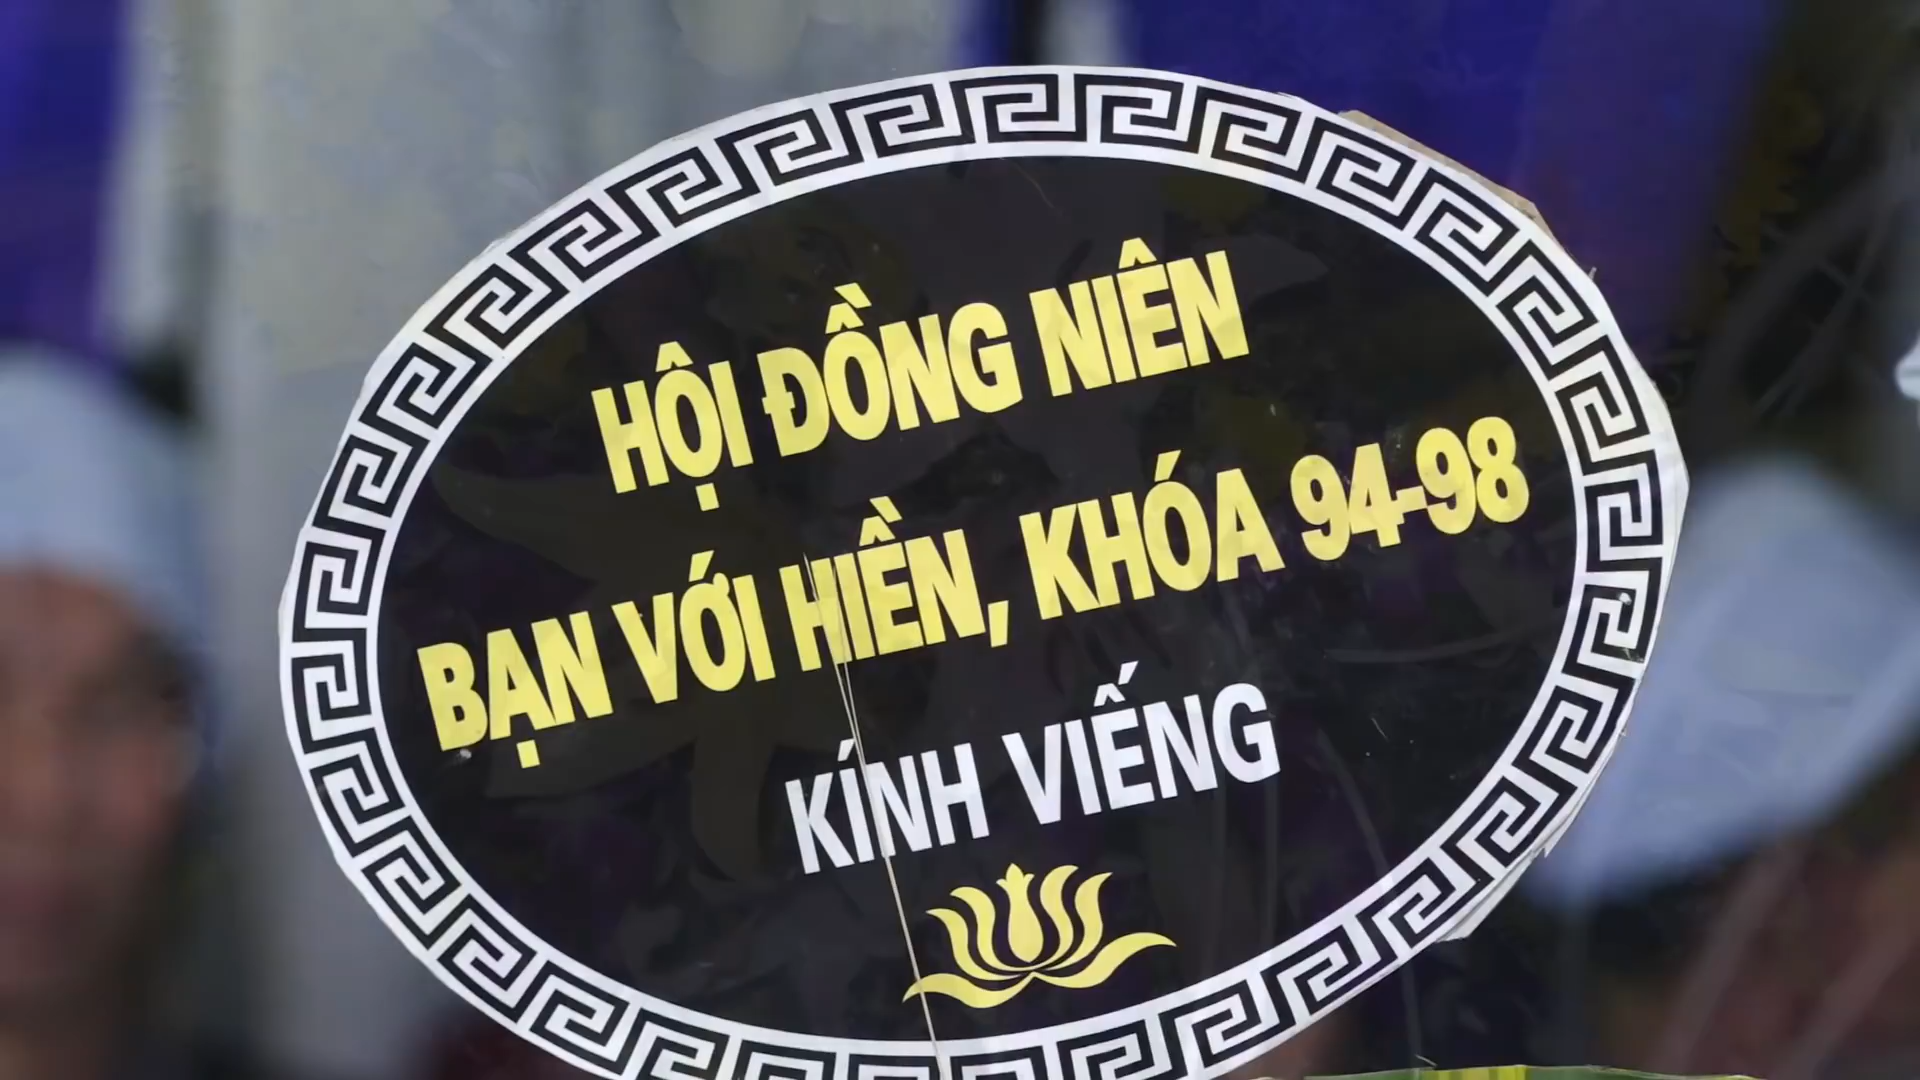 HỘI ĐỒNG NIÊN
BẠN VỚI HIỀN, KHÓA 94-98
KÍNH VIẾNG